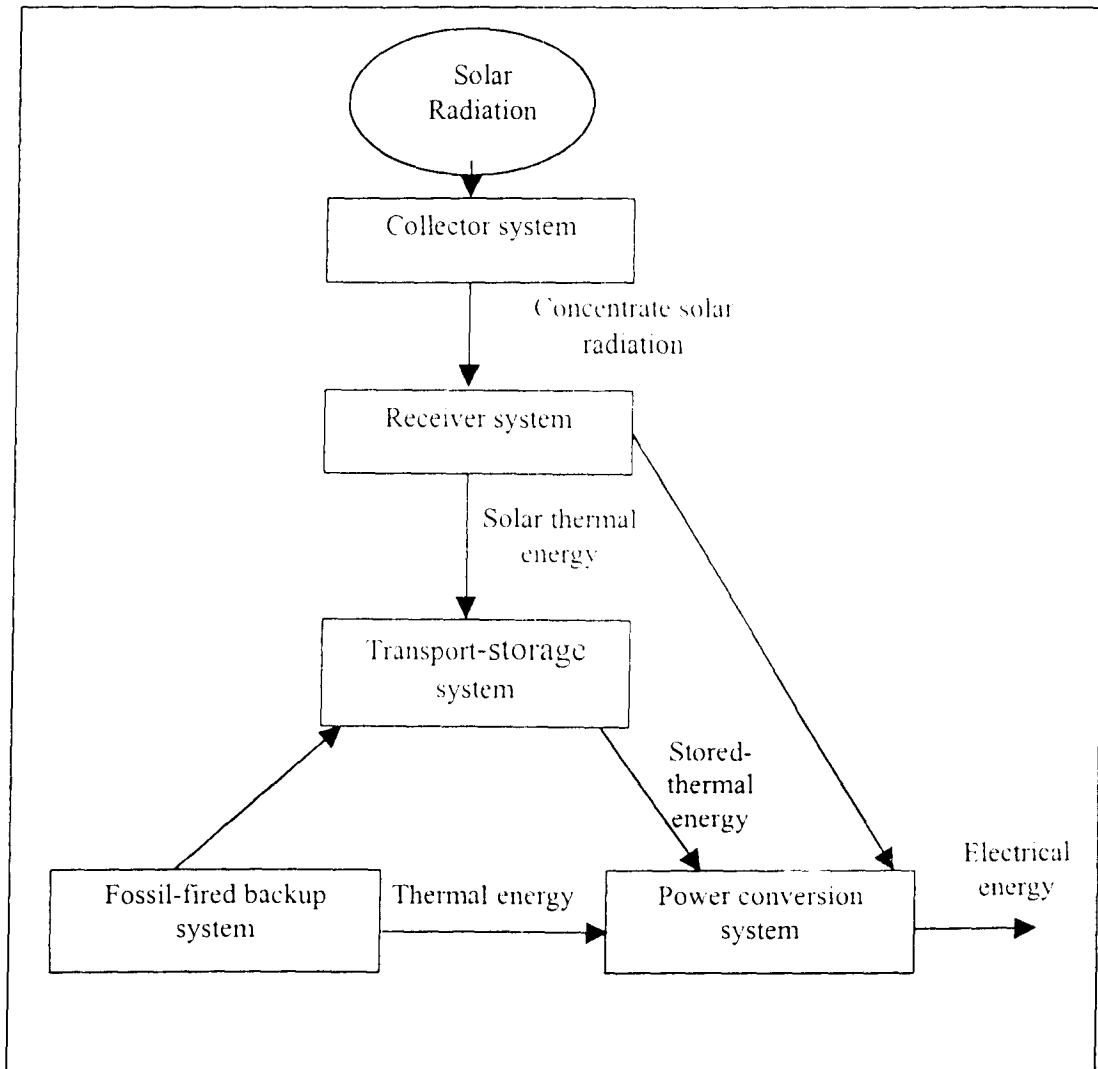 Solar
Radiation
Collector system
Concentrate solar
radiation
Receiver system
Solar thermal
energy
Transport-storage
system
Stored-
thermal
energy
Fossil-fired backup
system
Thermal energy
Power conversion
system
Electrical
energy